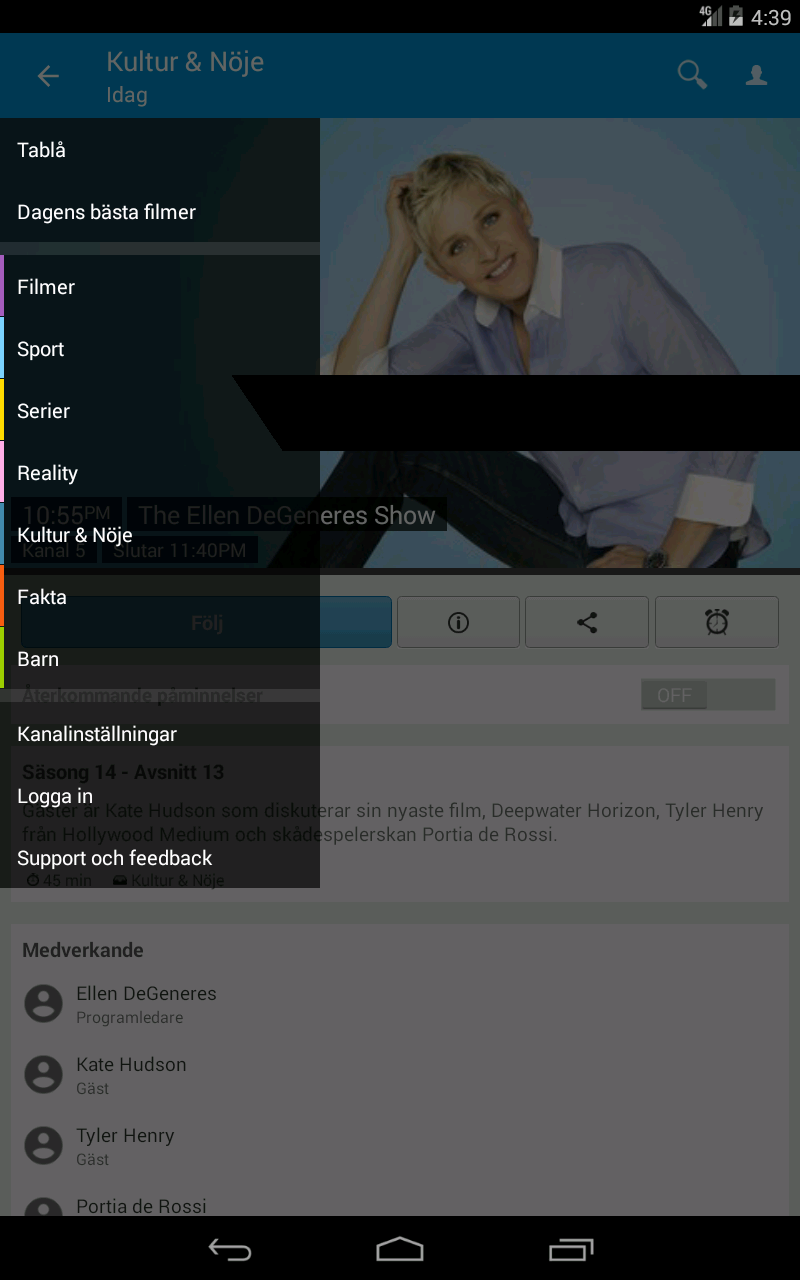 4G 4:39
Kultur & Nöje
Idag
Tablå
Dagens bästa filmer
Filmer
Sport
Serier
Reality
10:55PM The Ellen DeGeneres Show
Kultur & Nöje
Kanal 5 Slutar 11:40PM
Fakta
Följ
Barn
Återkommande påminnelser OFF
Kanalinställningar
Säsong 14 - Avsnitt 13
Logga in
Gäster är Kate Hudson som diskuterar sin nyaste film, Deepwater Horizon, Tyler Henry
från Hollywood Medium och skådespelerskan Portia de Rossi.
Support och feedback
45 min Kultur & Nöje
Medverkande
Ellen DeGeneres
Programledare
Kate Hudson
Gäst
Tyler Henry
Gäst
Portia de Rossi